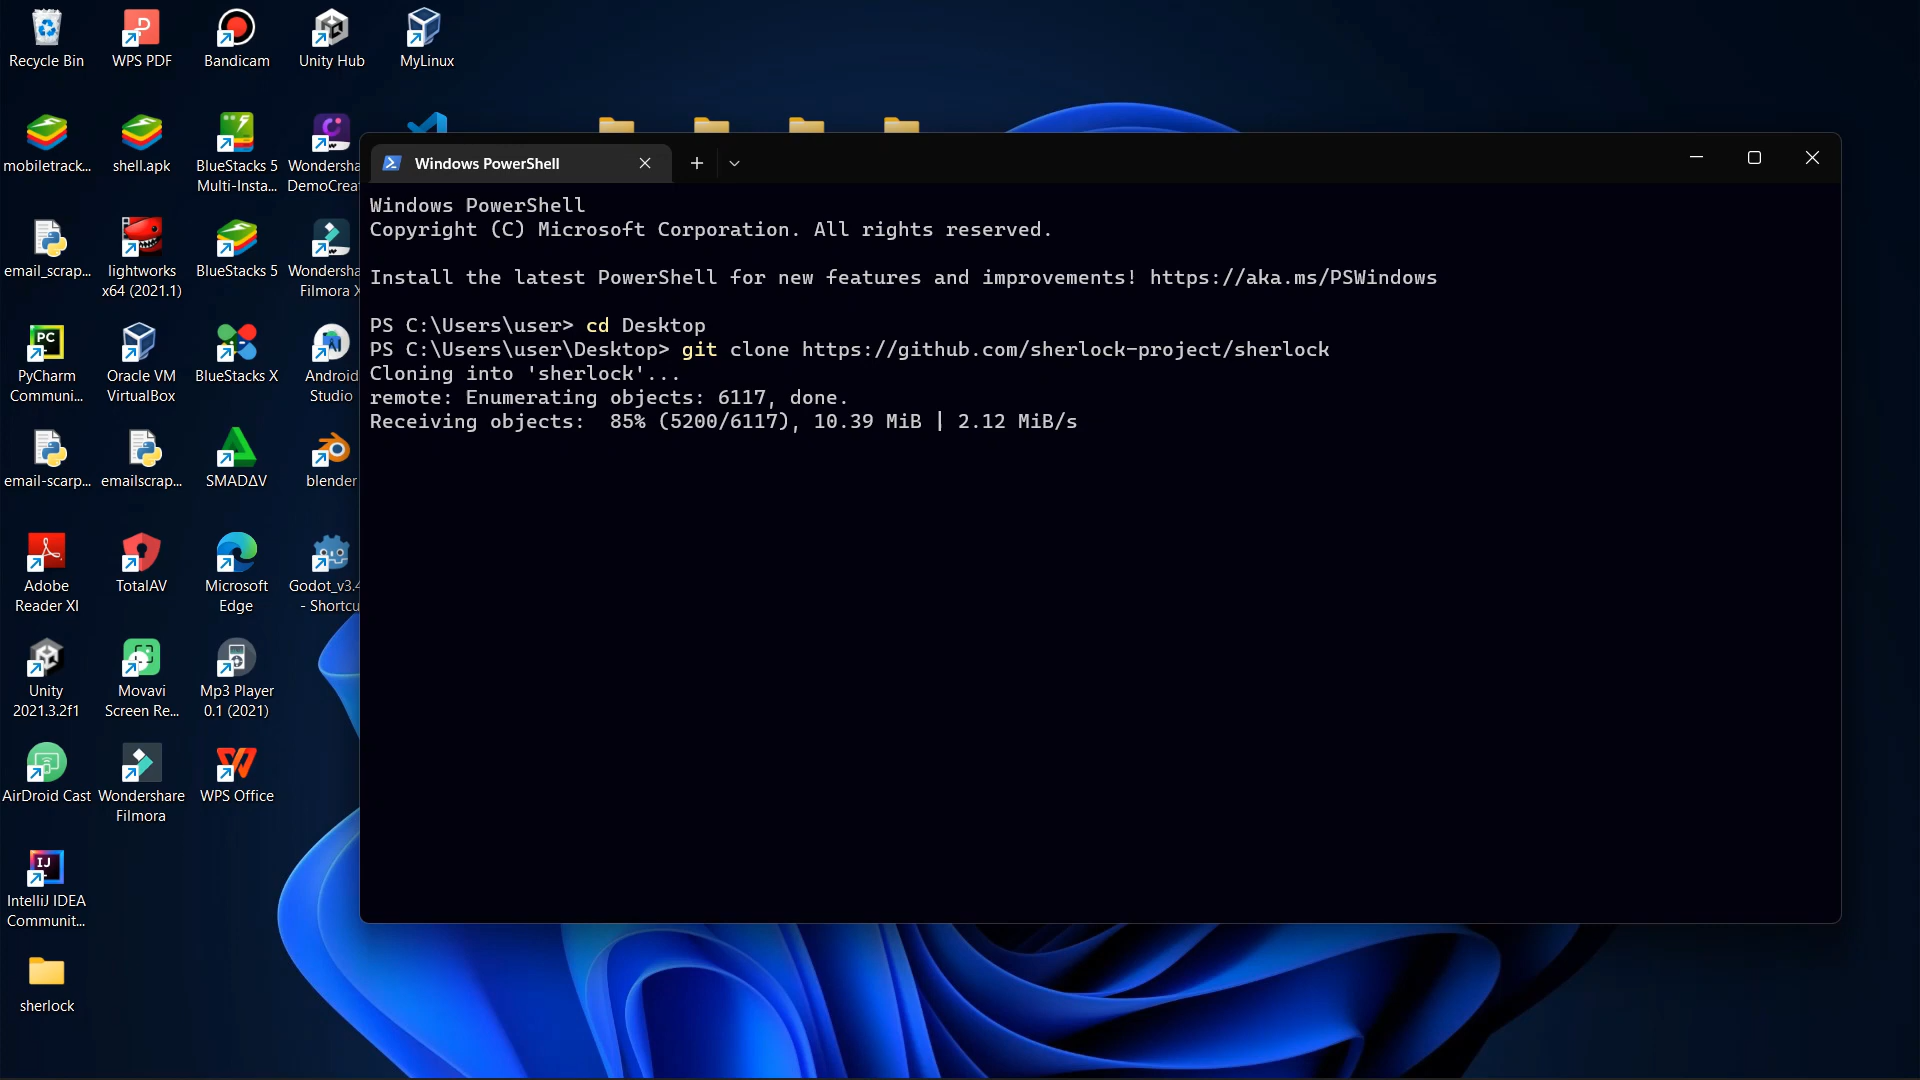 Recycle Bin
WPS PDF
Bandicam
Unity Hub
MyLinux
mobiletrack...
shell.apk
BlueStacks 5
Multi-Insta...
Wondersha
DemoCrea
email_scrap...
lightworks
x64 (2021.1)
BlueStacks 5
Wondersha
Filmora X
PyCharm
Communi...
Oracle VM
VirtualBox
BlueStacks X
Android
Studio
email-scarp...
emailscrap...
SMADΔV
blender
Adobe
Reader XI
TotalAV
Microsoft
Edge
Godot_v3.4
- Shortcu
Unity
2021.3.2f1
Movavi
Screen Re...
Mp3 Player
0.1 (2021)
AirDroid Cast
Wondershare
Filmora
WPS Office
IntelliJ IDEA
Communit...
sherlock
Windows PowerShell
Windows PowerShell
Copyright (C) Microsoft Corporation. All rights reserved.
Install the latest PowerShell for new features and improvements! https://aka.ms/PSWindows
PS C:\Users\user> cd Desktop
PS C:\Users\user\Desktop> git clone https://github.com/sherlock-project/sherlock
Cloning into 'sherlock'...
remote: Enumerating objects: 6117, done.
Receiving objects:  85% (5200/6117), 10.39 MiB | 2.12 MiB/s